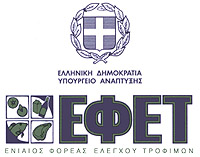 ΕΛΛΗΝΙΚΗ ΔΗΜΟΚΡΑΤΙΑ
ΥΠΟΥΡΓΕΙΟ ΑΝΑΠΤΥΞΗΣ
ΕΦΕΤ
ΕΝΙΑΙΟΣ ΦΟΡΕΑΣ ΕΛΕΓΧΟΥ ΤΡΟΦΙΜΩΝ